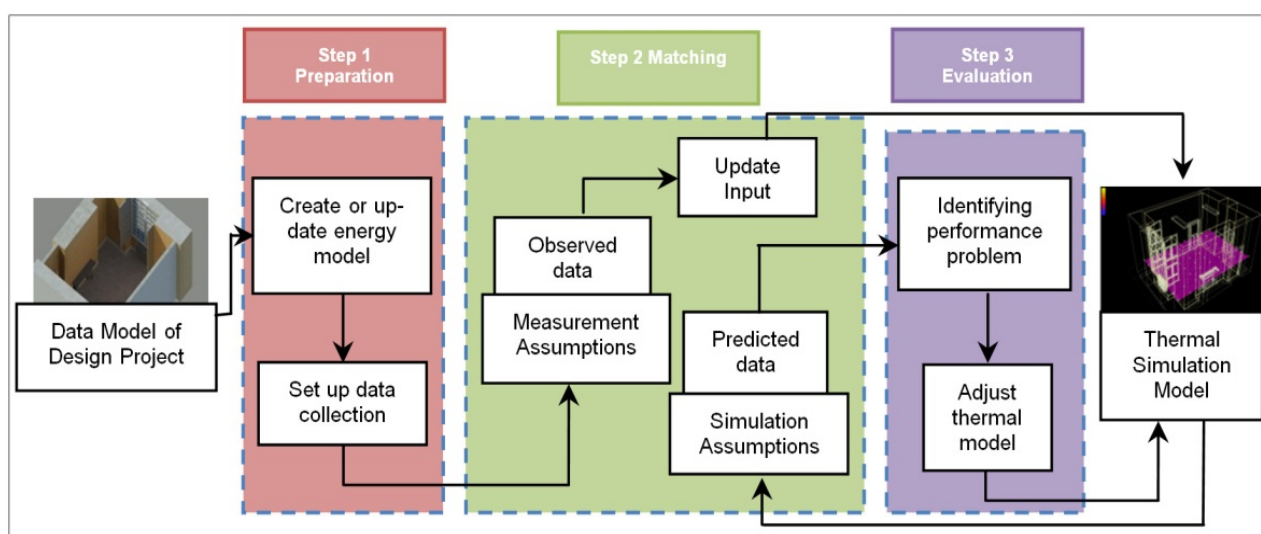 Step 1
Preparation
Step 2 Matching
Step 3
Evaluation
Data Model of
Design Project
Create or up-
date energy
model
Set up data
collection
Observed
data
Measurement
Assumptions
Update
Input
Predicted
data
Simulation
Assumptions
Identifying
performance
problem
Adjust
thermal
model
Thermal
Simulation
Model